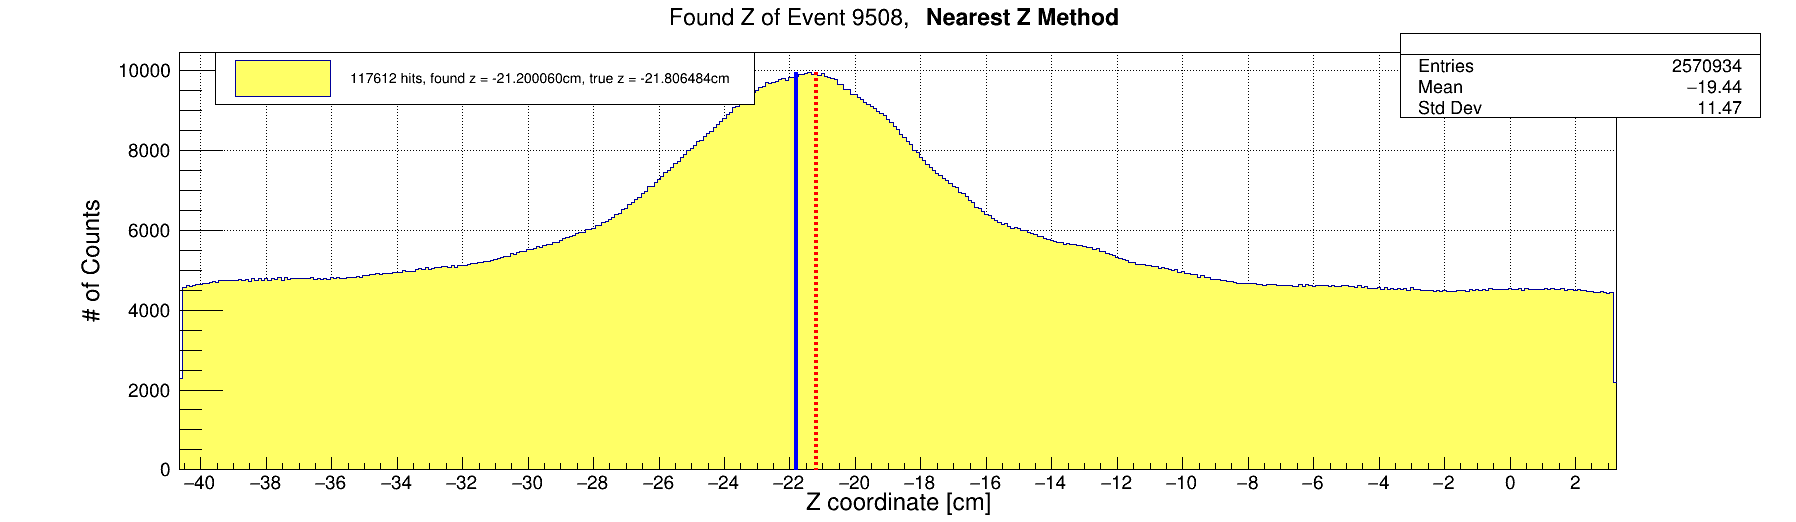 Found Z of Event 9508, Nearest Z Method
117612 hits, found z = -21.200060cm, true z = -21.806484cm
Entries 2570934
Mean −19.44
Std Dev 11.47
# of Counts
10000
8000
6000
4000
2000
0
−40 −38 −36 −34 −32 −30 −28 −26 −24 −22 −20 −18 −16 −14 −12 −10 −8 −6 −4 −2 0 2
Z coordinate [cm]